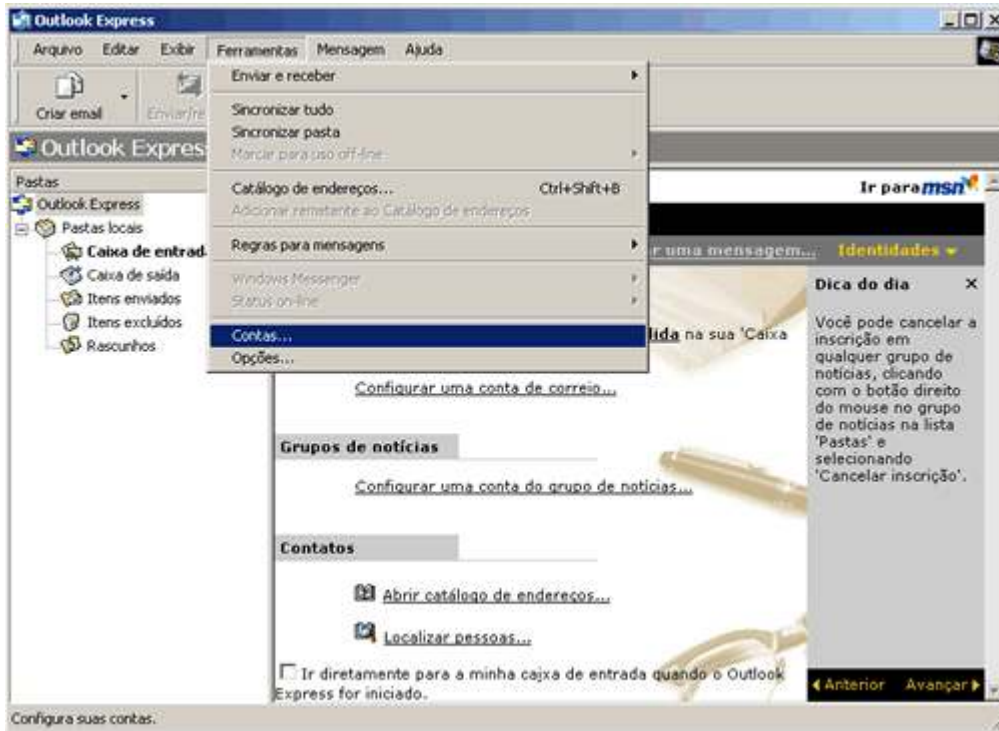 Outlook Express
Arquivo Editar Exibir Ferramentas Mensagem Ajuda
Criar email
Enviar/re
Enviar e receber
Sincronizar tudo
Sincronizar pasta
Marcar para uso off-line
Catálogo de endereços... Ctrl+Shift+B
Adicionar remetente ao Catálogo de endereços
Regras para mensagens
Windows Messenger
Status on-line
Contas...
Opções...
Outlook Expres
Pastas
Outlook Express
Pastas locais
Caixa de entrad
Caixa de saída
Itens enviados
Itens excluídos
Rascunhos
Ir para msn
r uma mensagem... Identidades
lida na sua 'Caixa
Configurar uma conta de correio...
Grupos de notícias
Configurar uma conta do grupo de notícias...
Contatos
Abrir catálogo de endereços...
Localizar pessoas...
Ir diretamente para a minha caixa de entrada quando o Outlook
Express for iniciado.
Dica do dia
Você pode cancelar a
inscrição em
qualquer grupo de
notícias, clicando
com o botão direito
do mouse no grupo
de notícias na lista
'Pastas' e
selecionando
'Cancelar inscrição'.
Anterior Avançar
Configura suas contas.